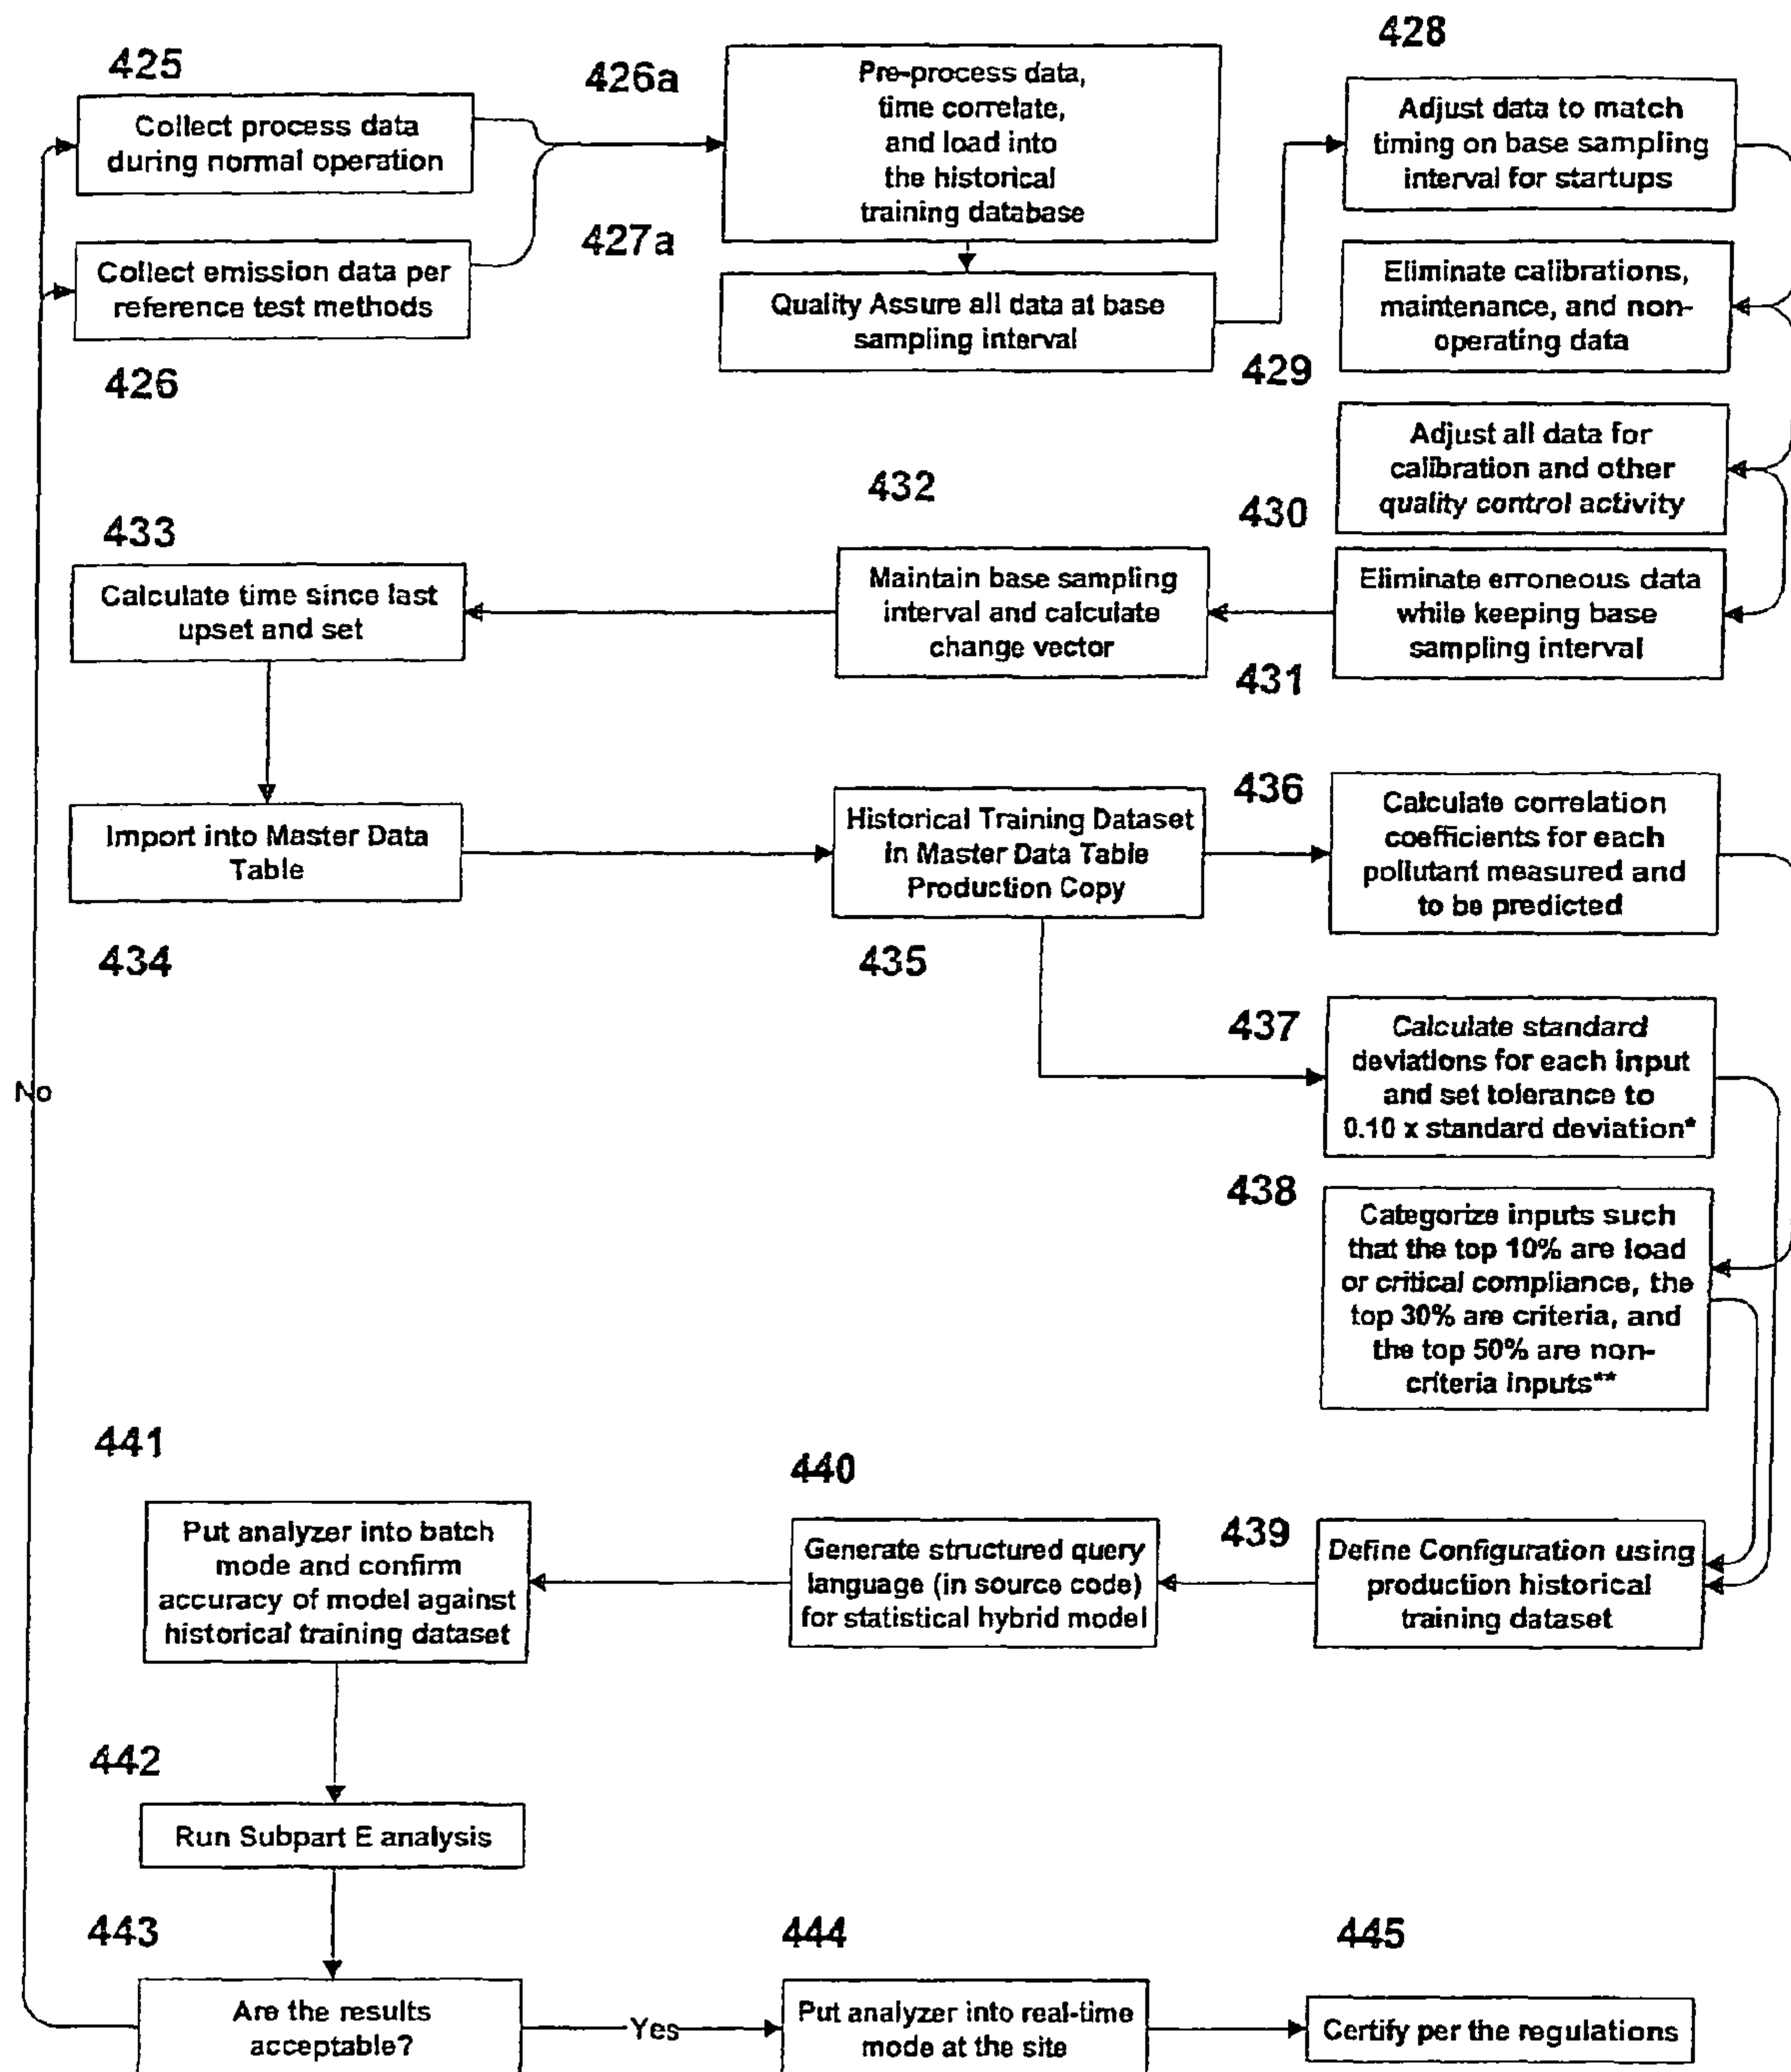 425
Collect process data
during normal operation
426a
Pre-process data,
time correlate,
and load into
the historical
training database
428
Adjust data to match
timing on base sampling
interval for startups
Collect emission data per
reference test methods
426
427a
Quality Assure all data at base
sampling interval
Eliminate calibrations,
maintenance, and non-
operating data
429
Adjust all data for
calibration and other
quality control activity
430
Eliminate erroneous data
while keeping base
sampling interval
431
432
Maintain base sampling
interval and calculate
change vector
433
Calculate time since last
upset and set
Import into Master Data
Table
434
Historical Training Dataset
in Master Data Table
Production Copy
435
436
Calculate correlation
coefficients for each
pollutant measured and
to be predicted
437
Calculate standard
deviations for each input
and set tolerance to
0.10 x standard deviation*
No
438
Categorize inputs such
that the top 10% are load
or critical compliance, the
top 30% are criteria, and
the top 50% are non-
criteria inputs**
439
Define Configuration using
production historical
training dataset
440
Generate structured query
language (in source code)
for statistical hybrid model
441
Put analyzer into batch
mode and confirm
accuracy of model against
historical training dataset
442
Run Subpart E analysis
443
Are the results
acceptable?
Yes
444
Put analyzer into real-time
mode at the site
445
Certify per the regulations